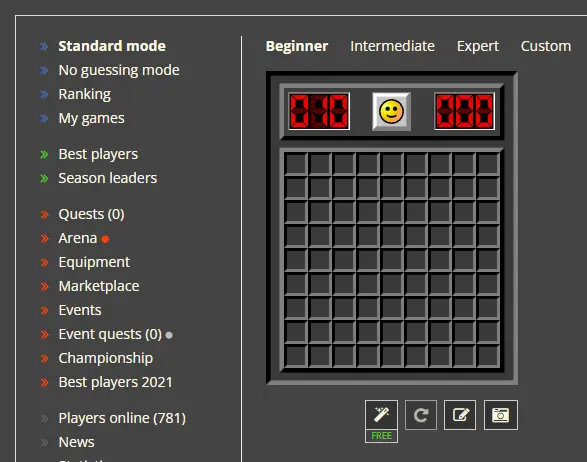 Standard mode
No guessing mode
Ranking
My games
Best players
Season leaders
Quests (0)
Arena
Equipment
Marketplace
Events
Event quests (0)
Championship
Best players 2021
Players online (781)
News
Beginner Intermediate Expert Custom
010 000
FREE